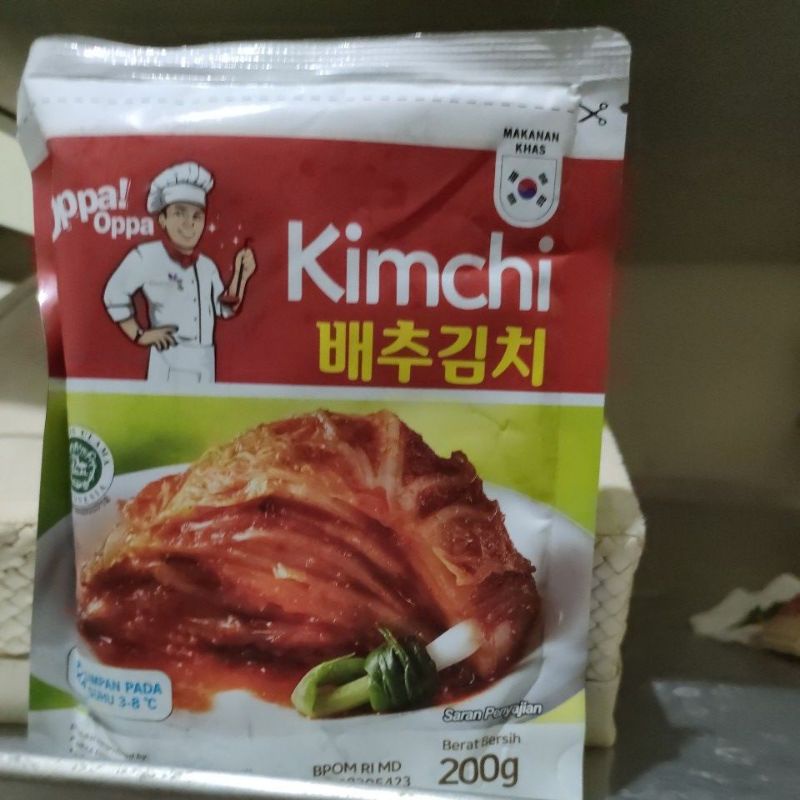 MAKANAN
KHAS
Oppa!
Oppa
Kimchi
배추김치
PADA
SUHU 3-8 °C
Saran Penyajian
Berat Bersih
200g
BPOM RI MD